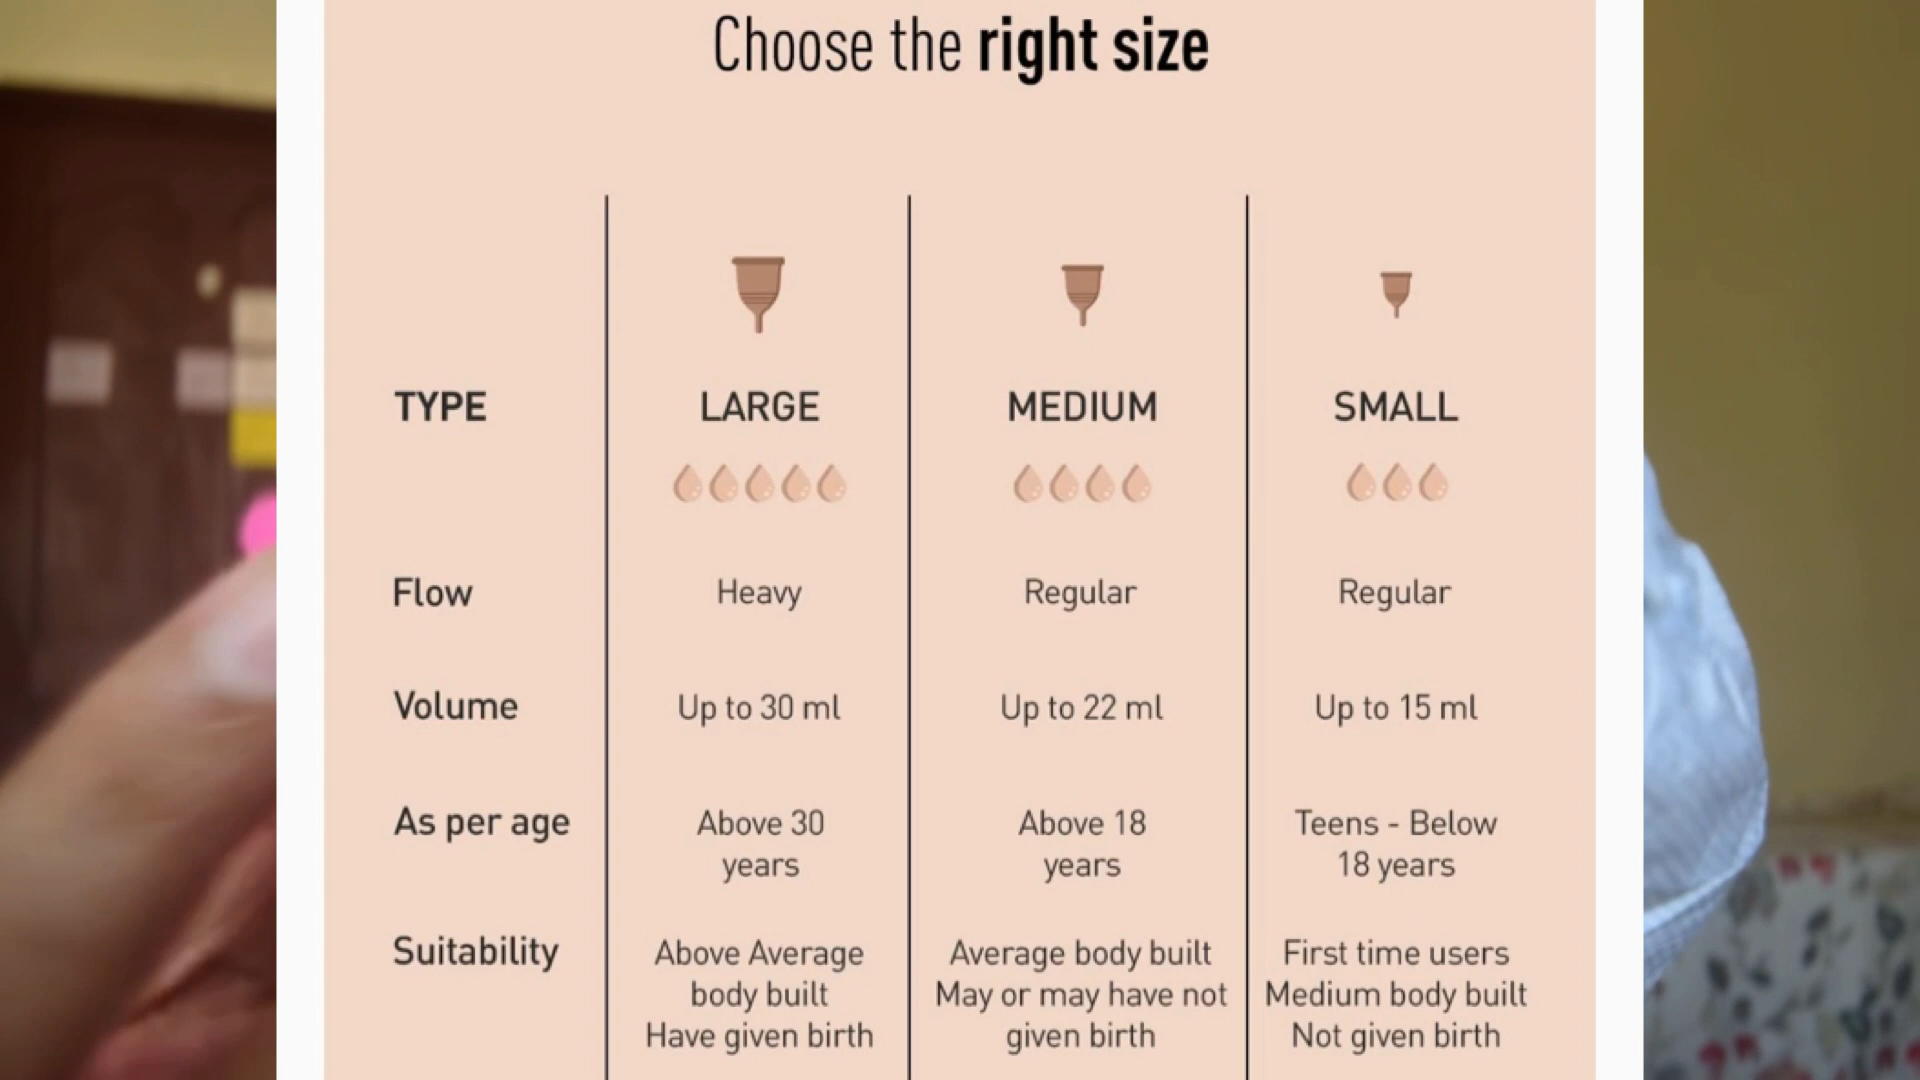 Choose the right size
TYPE LARGE MEDIUM SMALL
Flow Heavy Regular Regular
Volume Up to 30 ml Up to 22 ml Up to 15 ml
As per age Above 30 Above 18 Teens - Below
years years 18 years
Suitability Above Average Average body built First time users
body built May or may have not Medium body built
Have given birth given birth Not given birth